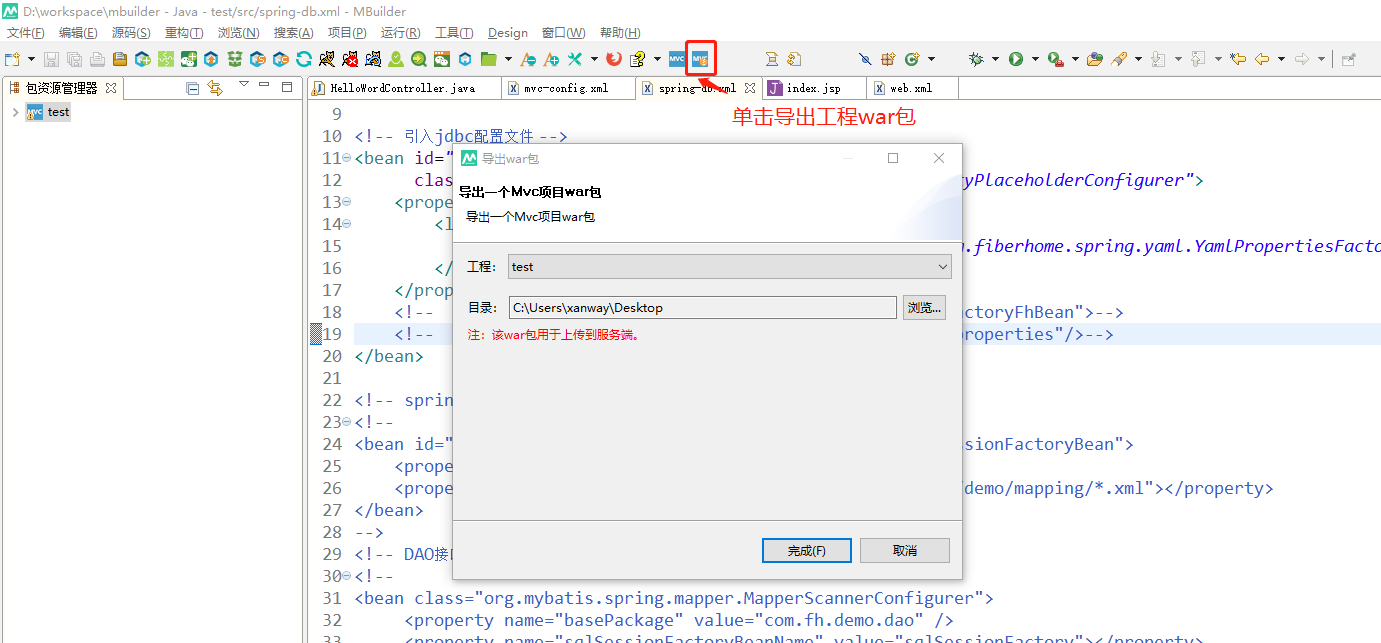 D:\workspace\mbuilder - Java - test/src/spring-db.xml - MBuilder
文件(F) 编辑(E) 源码(S) 重构(T) 浏览(N) 搜索(A) 项目(P) 运行(R) 工具(T) Design 窗口(W) 帮助(H)
MVC
包资源管理器
HelloWordController.java mvc-config.xml spring-db.xml index.jsp web.xml
MVC test
单击导出工程war包
9
10 <!-- 引入jdbc配置文件 -->
11 <bean id="
12 clas yPlaceholderConfigurer">
13 <prope
14 <l
15 .fiberhome.spring.yaml.YamlPropertiesFacto
16 </
17 </prop
18 <!-- ctoryFhBean">-->
19 <!-- properties"/>-->
20 </bean>
21
22 <!-- sprin
23 <!--
24 <bean id=" ssionFactoryBean">
25 <prope
26 <prope /demo/mapping/*.xml"></property>
27 </bean>
28 -->
29 <!-- DAO接口
30 <!--
31 <bean class="org.mybatis.spring.mapper.MapperScannerConfigurer">
32 <property name="basePackage" value="com.fh.demo.dao" />
33 <property name="sqlSessionFactoryBeanName" value="sqlSessionFactory"></property>
导出war包
导出一个Mvc项目war包
导出一个Mvc项目war包
工程: test
目录: C:\Users\xanway\Desktop 浏览...
注: 该war包用于上传到服务端。
完成(F) 取消